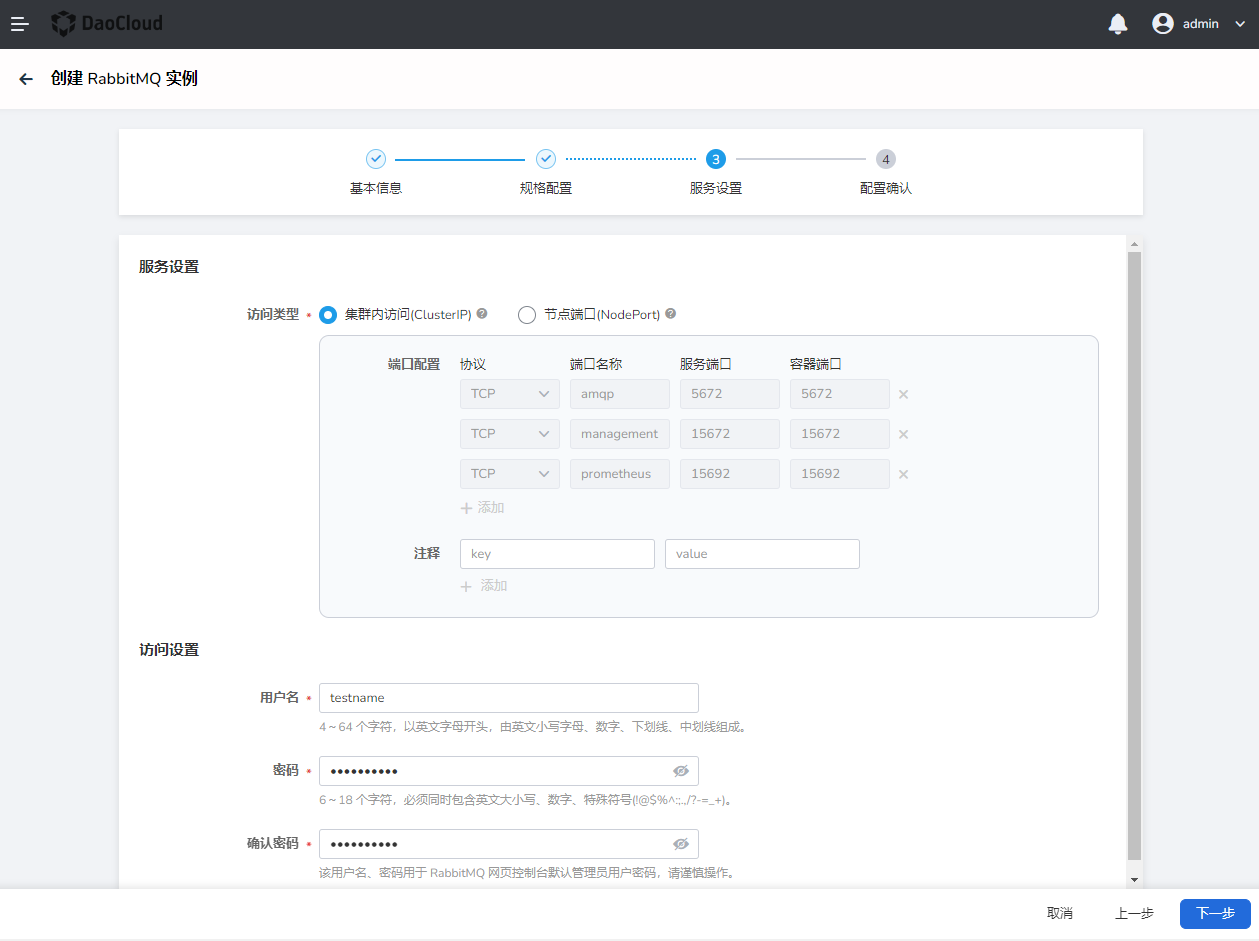 DaoCloud
admin
创建 RabbitMQ 实例
3
4
基本信息
规格配置
服务设置
配置确认
服务设置
访问类型 • 集群内访问(ClusterIP) ? 节点端口(NodePort) ?
端口配置 协议 端口名称 服务端口 容器端口
TCP amqp 5672 5672 ×
TCP management 15672 15672 ×
TCP prometheus 15692 15692 ×
+ 添加
注释 key value
+ 添加
访问设置
用户名 • testname
4 ~ 64 个字符，以英文字母开头，由英文小写字母、数字、下划线、中划线组成。
密码 • ••••••••••
6 ~ 18 个字符，必须同时包含英文大小写、数字、特殊符号(!@$%^:;.,/?-=_+)。
确认密码 • ••••••••••
该用户名、密码用于 RabbitMQ 网页控制台默认管理员用户密码，请谨慎操作。
取消 上一步 下一步